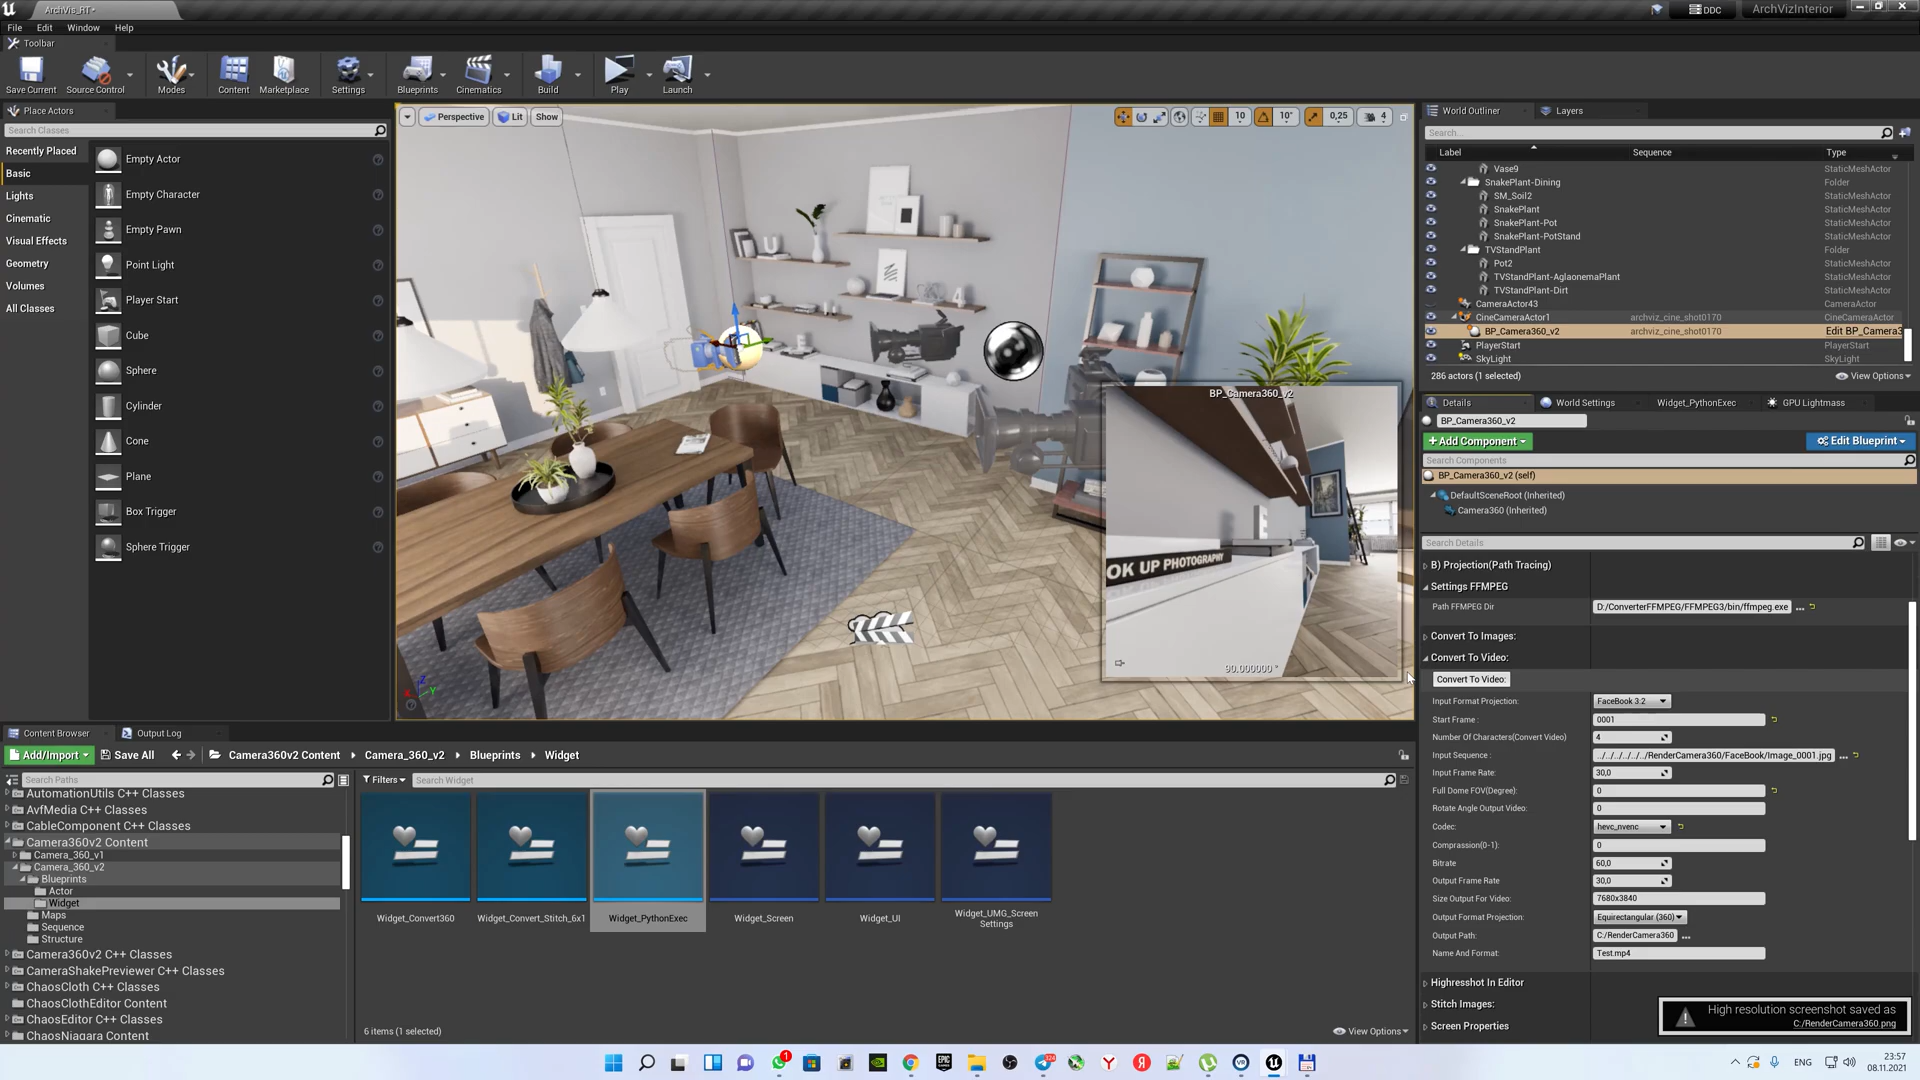 ArchVis_RT*
DDC
ArchVizInterior
File Edit Window Help
Toolbar
Save Current
Source Control
Modes
Content
Marketplace
Settings
Blueprints
Cinematics
Build
Play
Launch
Place Actors
Search Classes
Recently Placed
Basic
Lights
Cinematic
Visual Effects
Geometry
Volumes
All Classes
Empty Actor
Empty Character
Empty Pawn
Point Light
Player Start
Cube
Sphere
Cylinder
Cone
Plane
Box Trigger
Sphere Trigger
Perspective Lit Show
10 10° 0,25 4
BP_Camera360_v2
OK UP PHOTOGRAPHY
90.000000 °
World Outliner Layers
Search...
Label Sequence Type
Vase9 StaticMeshActor
SnakePlant-Dining Folder
SM_Soil2 StaticMeshActor
SnakePlant StaticMeshActor
SnakePlant-Pot StaticMeshActor
SnakePlant-PotStand StaticMeshActor
TVStandPlant Folder
Pot2 StaticMeshActor
TVStandPlant-AglaonemaPlant StaticMeshActor
TVStandPlant-Dirt StaticMeshActor
CameraActor43 CameraActor
CineCameraActor1 archviz_cine_shot0170 CineCameraActor
BP_Camera360_v2 archviz_cine_shot0170 Edit BP_Camera3
PlayerStart PlayerStart
SkyLight SkyLight
286 actors (1 selected) View Options
Details World Settings Widget_PythonExec GPU Lightmass
BP_Camera360_v2
+Add Component Edit Blueprint
Search Components
BP_Camera360_v2 (self)
DefaultSceneRoot (Inherited)
Camera360 (Inherited)
Search Details
B) Projection(Path Tracing)
Settings FFMPEG
Path FFMPEG Dir D:/ConverterFFMPEG/FFMPEG3/bin/ffmpeg.exe ...
Convert To Images:
Convert To Video:
Convert To Video:
Input Format Projection: FaceBook 3:2
Start Frame : 0001
Number Of Characters(Convert Video) 4
Input Sequence : ../../../../../../RenderCamera360/FaceBook/Image_0001.jpg ...
Input Frame Rate: 30,0
Full Dome FOV(Degree): 0
Rotate Angle Output Video: 0
Codec: hevc_nvenc
Comprassion(0-1): 0
Bitrate 60,0
Output Frame Rate 30,0
Size Output For Video: 7680x3840
Output Format Projection: Equirectangular (360)
Output Path: C:/RenderCamera360 ...
Name And Format: Test.mp4
Highresshot In Editor
Stitch Images:
Screen Properties
High resolution screenshot saved as
C:/RenderCamera360.png
Content Browser Output Log
Add/Import Save All Camera360v2 Content Camera_360_v2 Blueprints Widget
Search Paths
Filters Search Widget
AutomationUtils C++ Classes
AvfMedia C++ Classes
CableComponent C++ Classes
Camera360v2 Content
Camera_360_v1
Camera_360_v2
Blueprints
Actor
Widget
Maps
Sequence
Structure
Camera360v2 C++ Classes
CameraShakePreviewer C++ Classes
ChaosCloth C++ Classes
ChaosClothEditor Content
ChaosEditor C++ Classes
ChaosNiagara Content
Widget_Convert360
Widget_Convert_Stitch_6x1
Widget_PythonExec
Widget_Screen
Widget_UI
Widget_UMG_Screen
Settings
6 items (1 selected)
View Options
ENG
23:57
08.11.2021